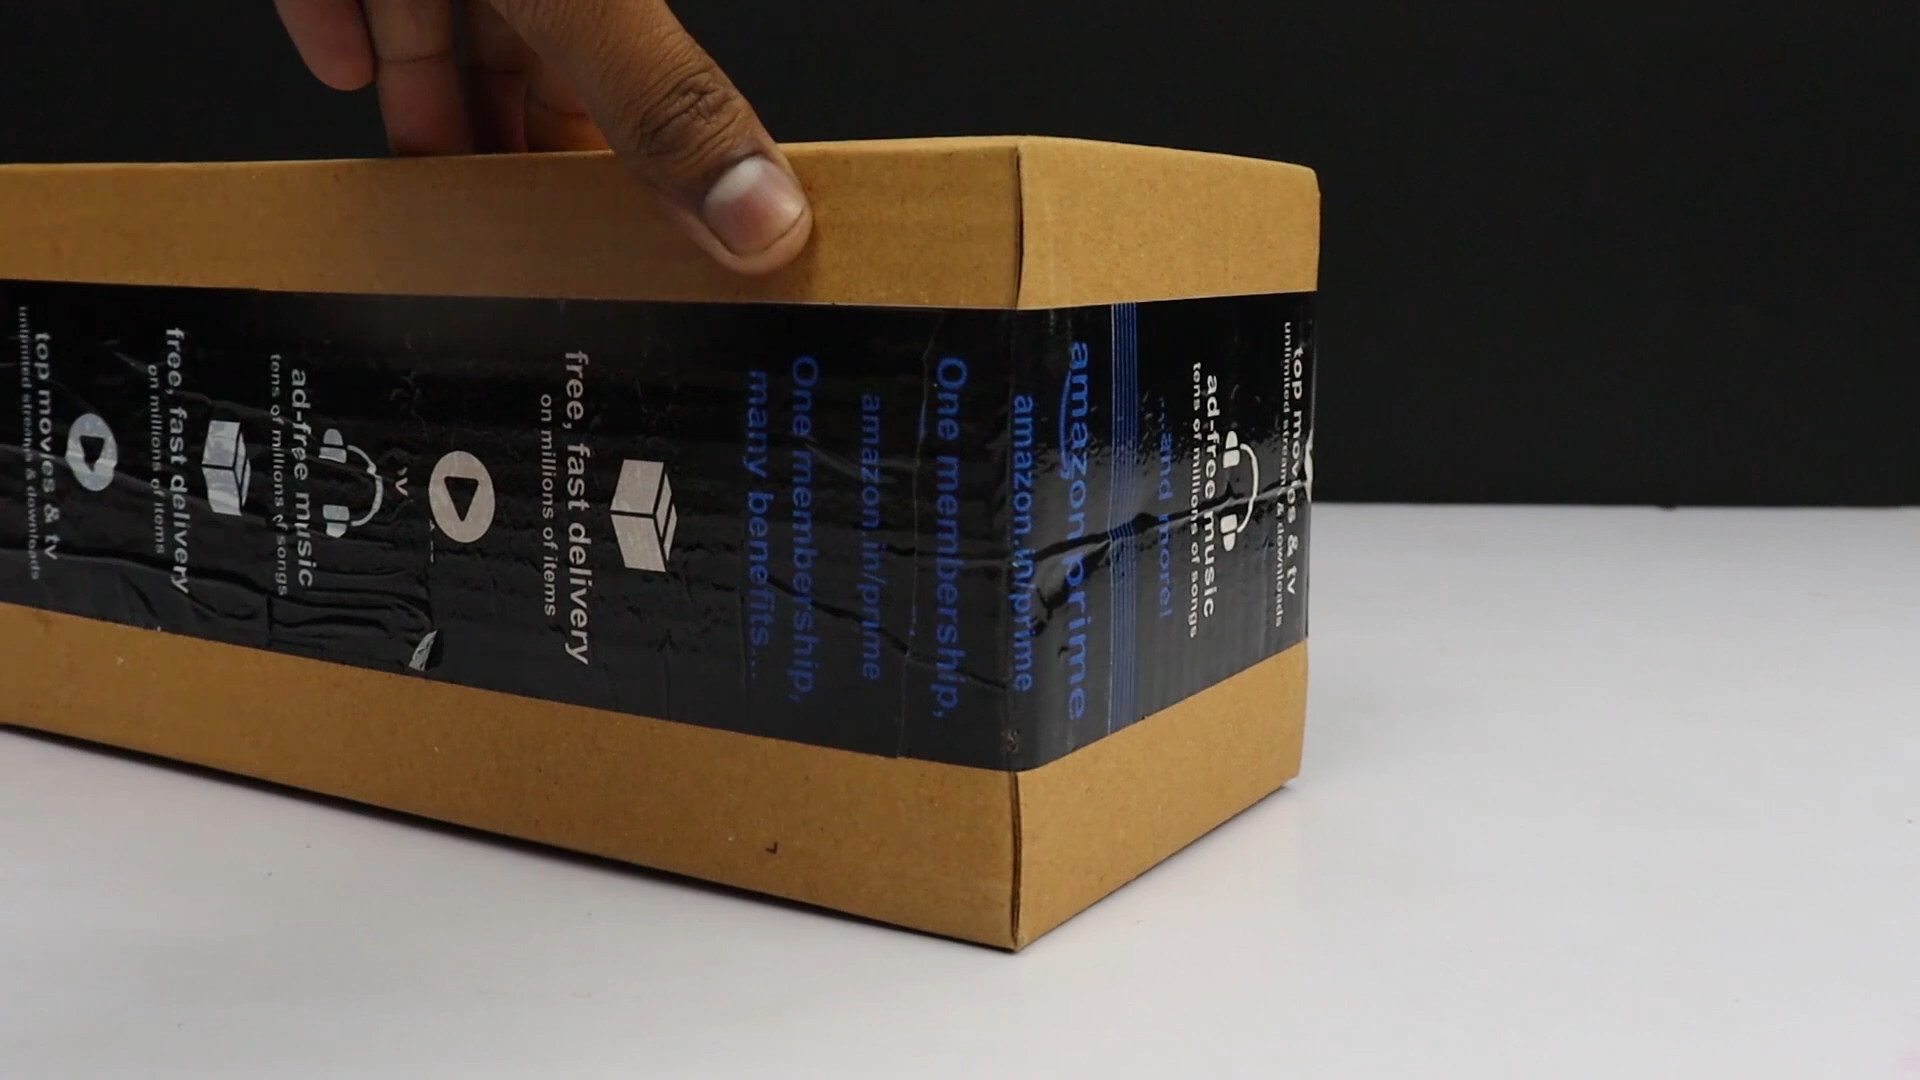 top movies & tv
unlimited streams & downloads
free, fast delivery
on millions of items
ad-free music
tens of millions of songs
free, fast delivery
on millions of items
One membership,
many benefits...
amazon.in/prime
One membership,
amazon.in/prime
amazon prime
...and more!
ad-free music
tens of millions of songs
top movies & tv
unlimited streams & downloads